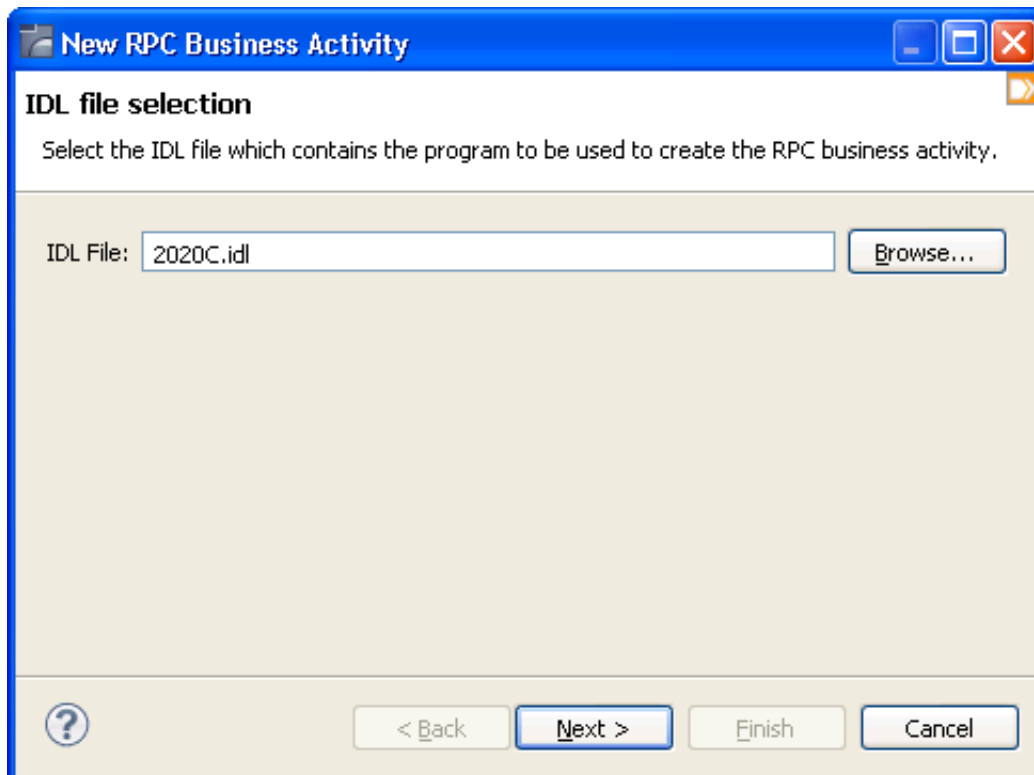 New RPC Business Activity
IDL file selection
Select the IDL file which contains the program to be used to create the RPC business activity.
IDL File: 2020C.idl Browse...
? < Back Next > Finish Cancel